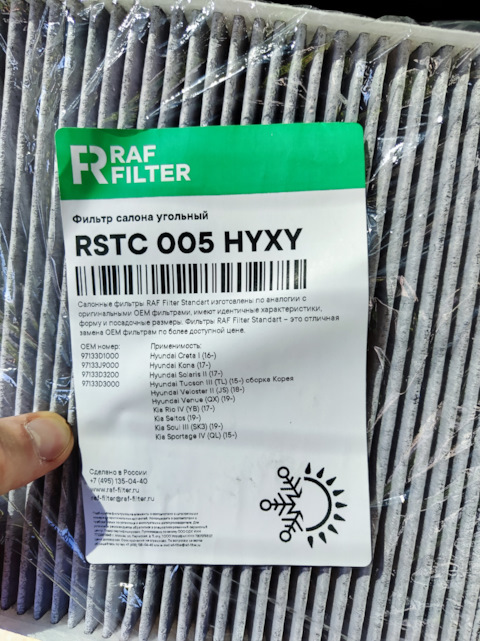 RAF
FILTER
Фильтр салона угольный
RSTC 005 HYXY
Салонные фильтры RAF Filter Standart изготовлены по аналогии с
оригинальными OEM фильтрами, имеют идентичные характеристики,
форму и посадочные размеры. Фильтры RAF Filter Standart – это отличная
замена OEM фильтрам по более доступной цене.
OEM номер:
97133D1000
97133J9000
97133D3200
97133D3000
Применимость:
Hyundai Creta I (16-)
Hyundai Kona (17-)
Hyundai Solaris II (17-)
Hyundai Tucson III (TL) (15-) сборка Корея
Hyundai Veloster II (JS) (18-)
Hyundai Venue (QX) (19-)
Kia Rio IV (YB) (17-)
Kia Seltos (19-)
Kia Soul III (SK3) (19-)
Kia Sportage IV (QL) (15-)
Сделано в России.
+7 (495) 135-04-40
www.raf-filter.ru
raf-filter@raf-filter.ru